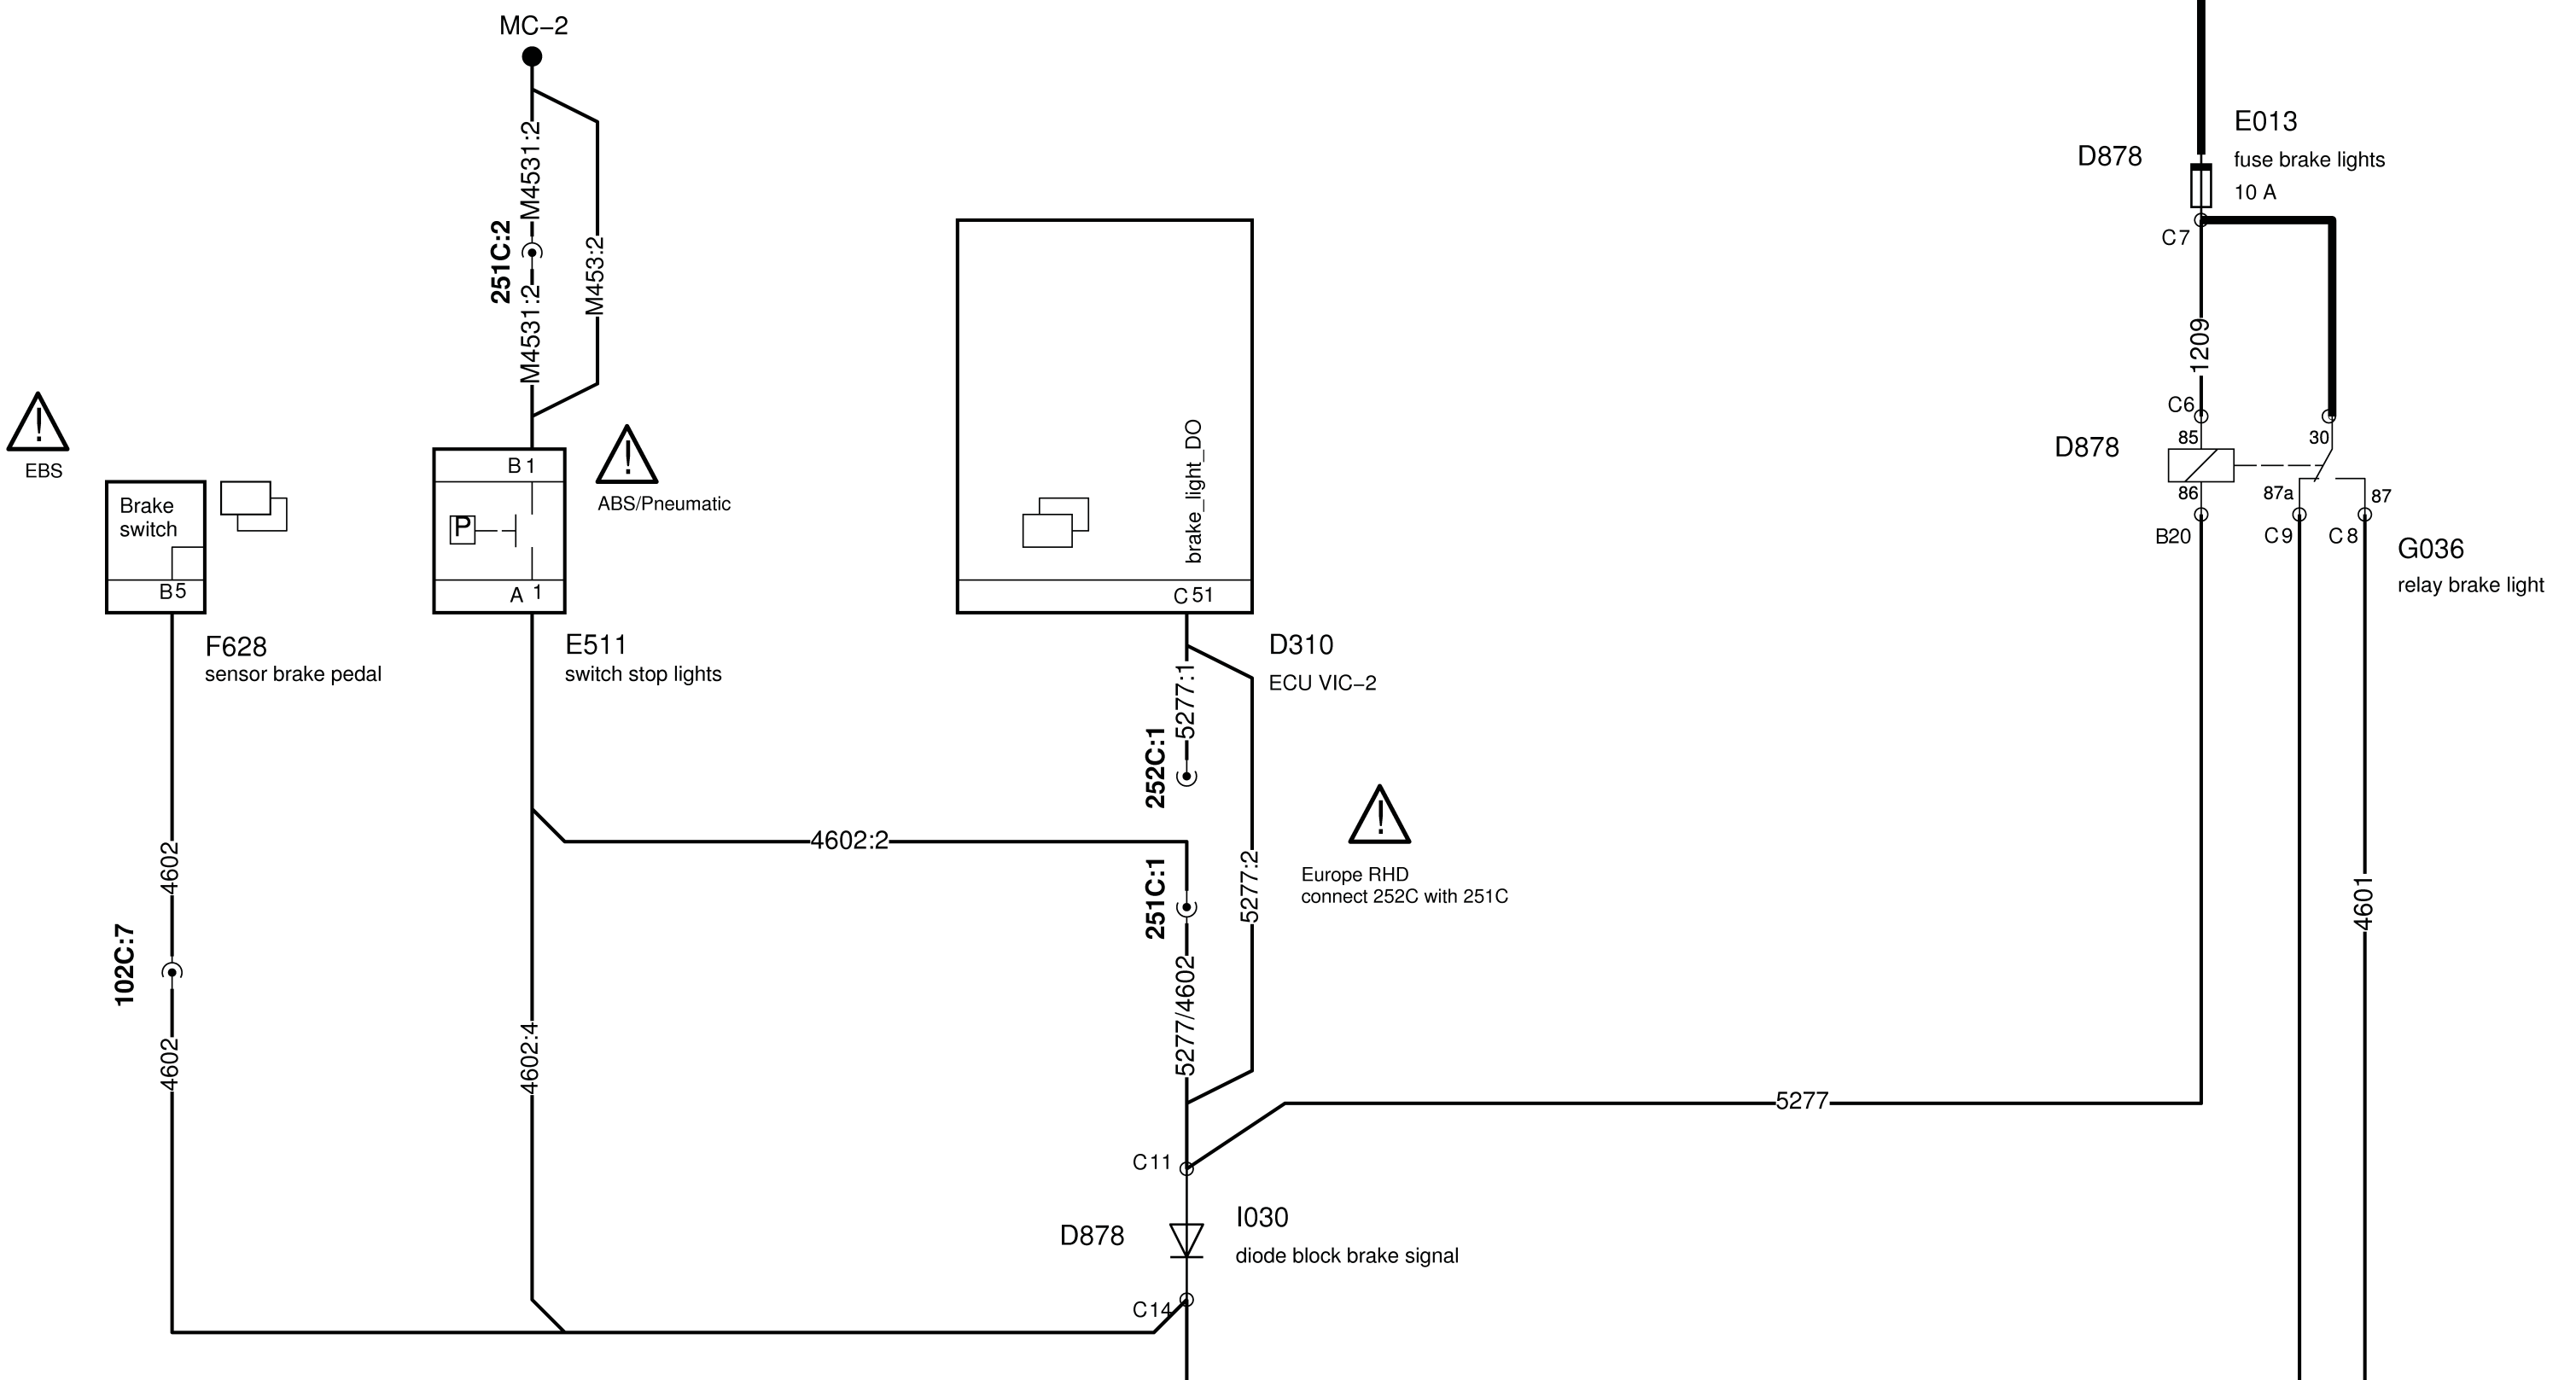 MC−2
M4531:2
251C:2
M4531:2
M453:2
E013
fuse brake lights
10 A
D878
C7
1209
C6
85
30
D878
86
87a
87
B20
C9
C8
G036
relay brake light
4601
EBS
Brake
switch
B5
F628
sensor brake pedal
B1
P
A 1
ABS/Pneumatic
E511
switch stop lights
brake_light_DO
C51
D310
ECU VIC−2
5277:1
252C:1
4602:2
251C:1
5277/4602
5277:2
Europe RHD
connect 252C with 251C
4602
102C:7
4602
4602:4
5277
C11
D878
I030
diode block brake signal
C14